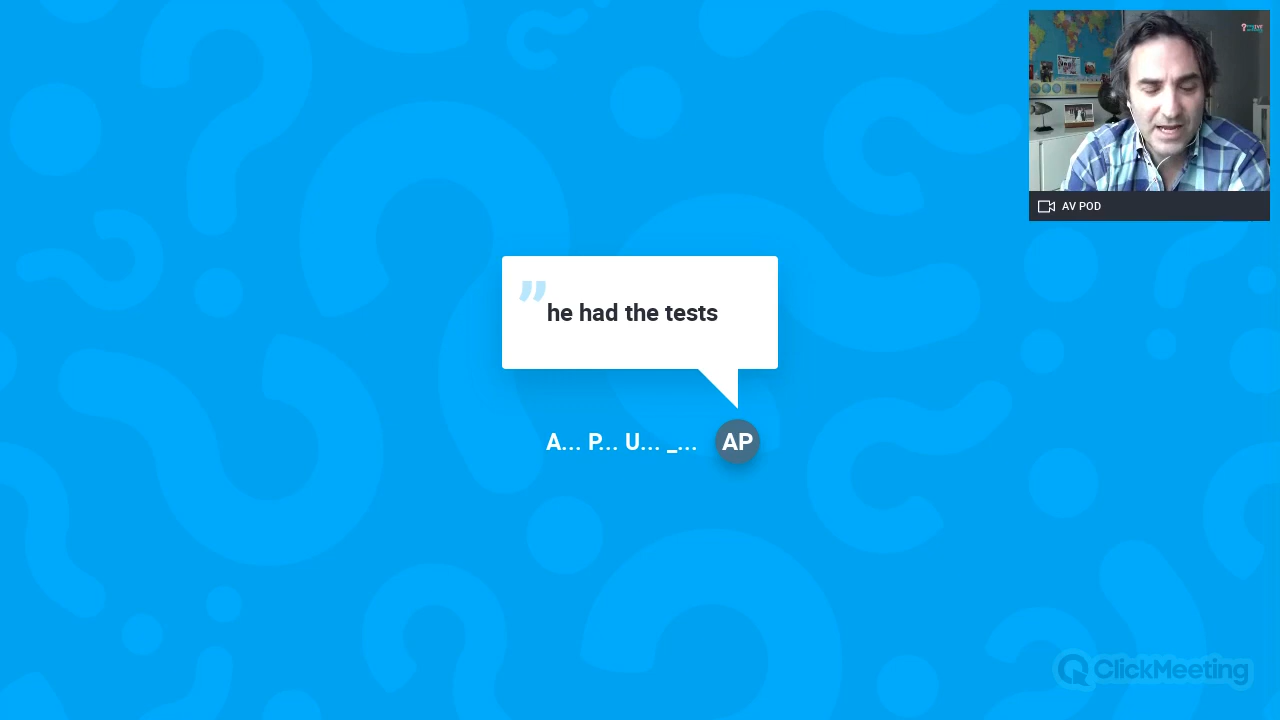 AV POD
"
he had the tests
A... P... U... _...
AP
ClickMeeting